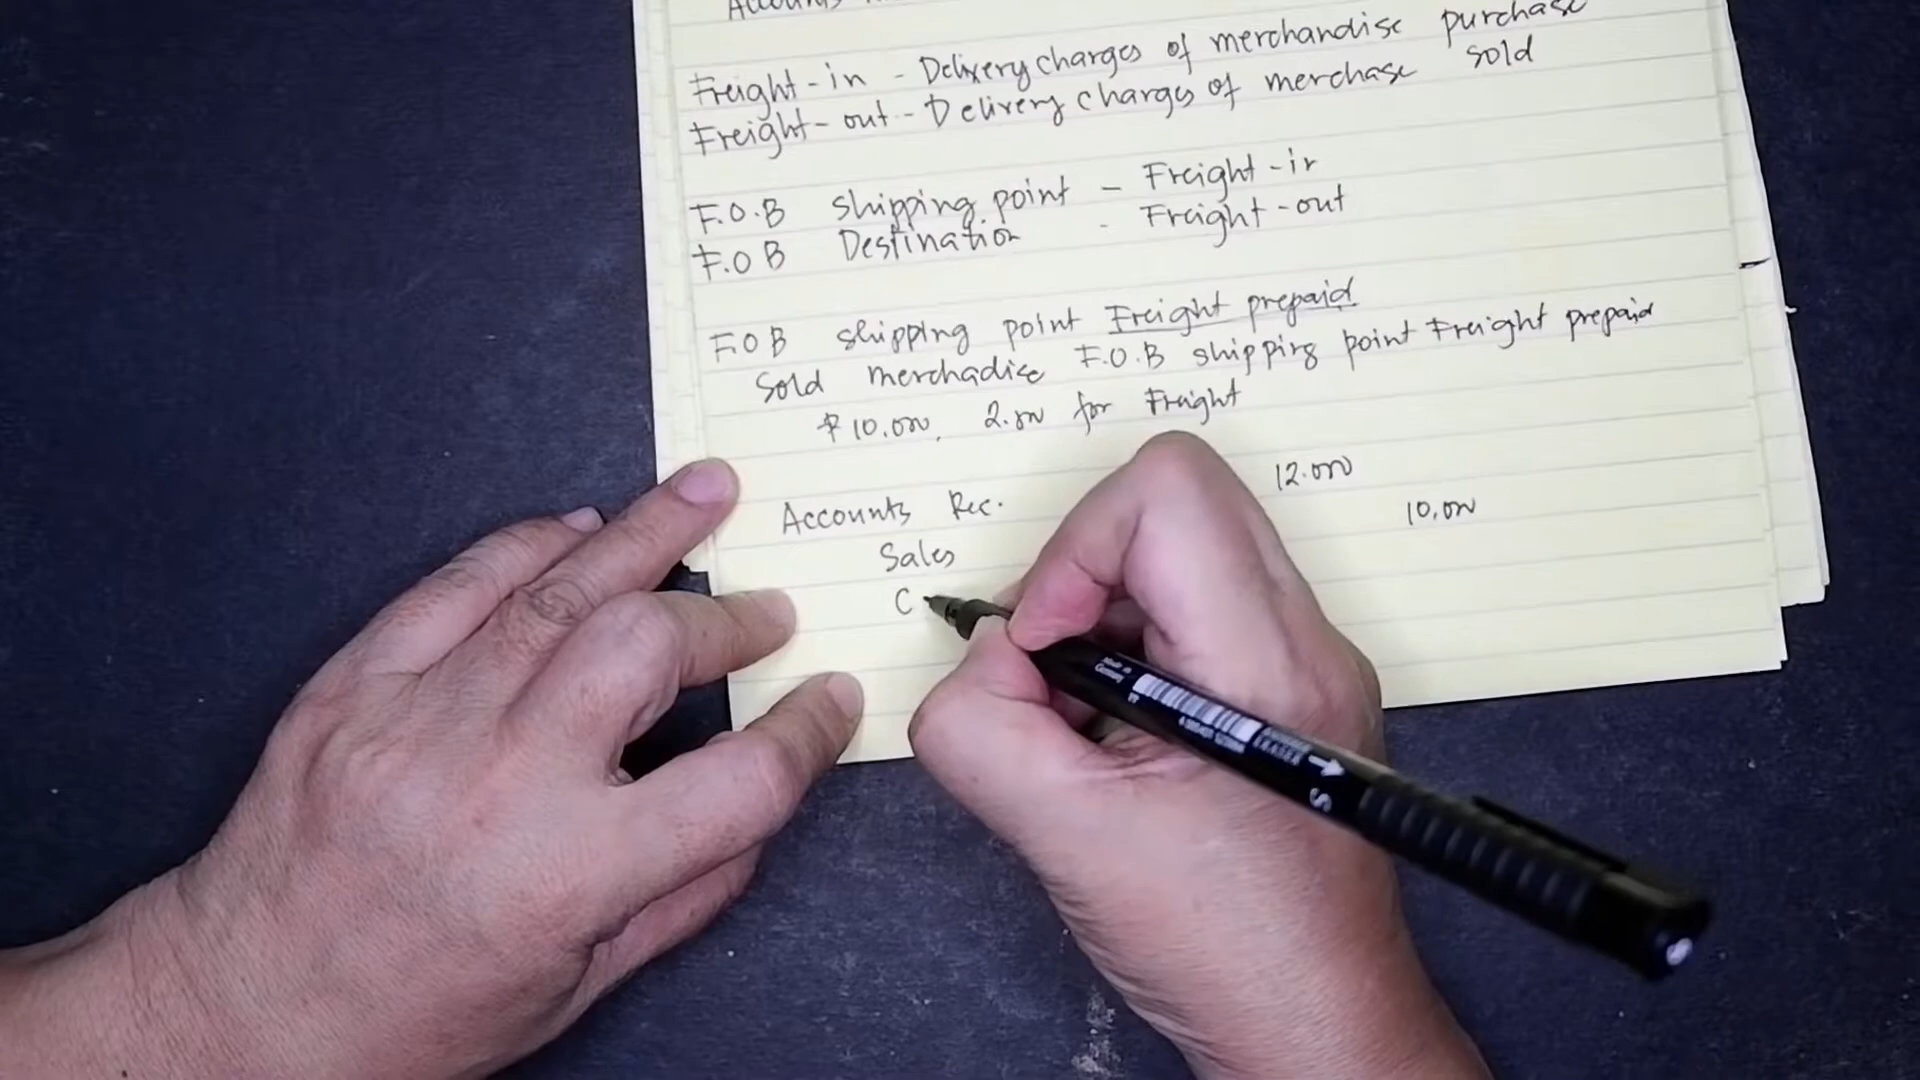 Accounts
Freight-in - Delivery charges of merchandise purchase
Freight-out - Delivery charges of merchase sold
F.O.B shipping point - Freight-in
F.O B Destination - Freight-out
F.O B shipping point Freight prepaid
Sold merchadise F.O.B shipping point Freight prepaid
₱10.000, 2.000 for Freight
Accounts Rec. 12.000
Sales 10,000
C
Germany
S